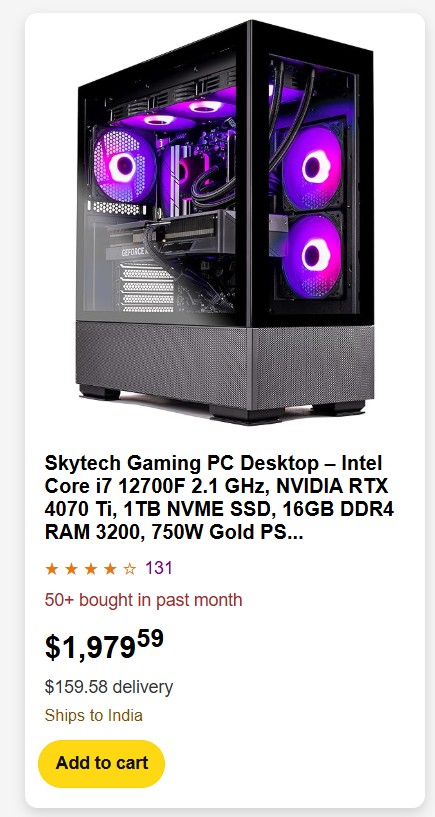 GEFORCE
Skytech Gaming PC Desktop – Intel
Core i7 12700F 2.1 GHz, NVIDIA RTX
4070 Ti, 1TB NVME SSD, 16GB DDR4
RAM 3200, 750W Gold PS...
131
50+ bought in past month
$1,979⁵⁹
$159.58 delivery
Ships to India
Add to cart